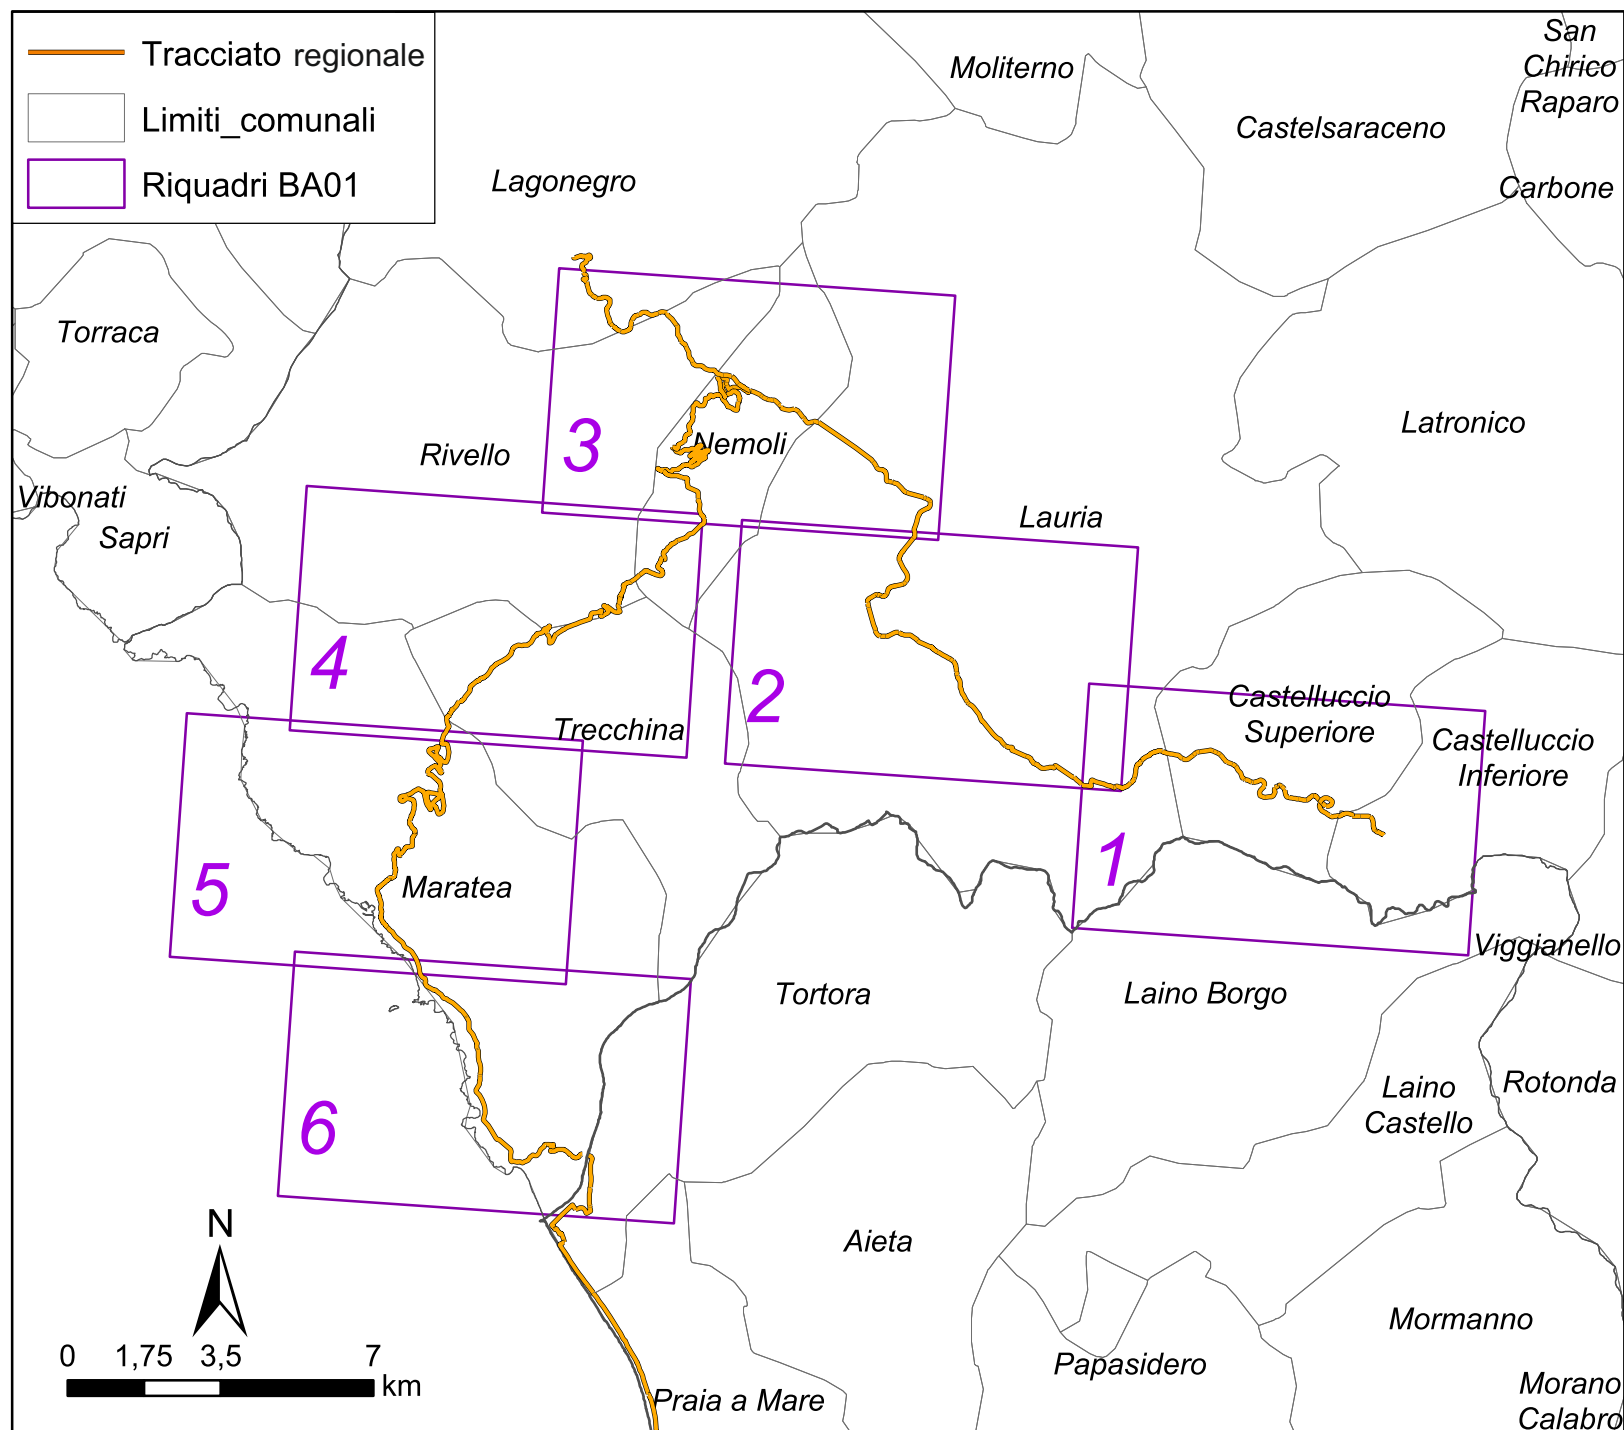 Tracciato regionale
Limiti_comunali
Riquadri BA01
Moliterno
San
Chirico
Raparo
Castelsaraceno
Carbone
Lagonegro
Torraca
Latronico
3
Nemoli
Rivello
Vibonati
Sapri
Lauria
4
2
Castelluccio
Superiore
Trecchina
Castelluccio
Inferiore
1
5
Maratea
Viggianello
Tortora
Laino Borgo
Laino
Castello
Rotonda
6
N
Aieta
Mormanno
0 1,75 3,5 7
km
Papasidero
Praia a Mare
Morano
Calabro